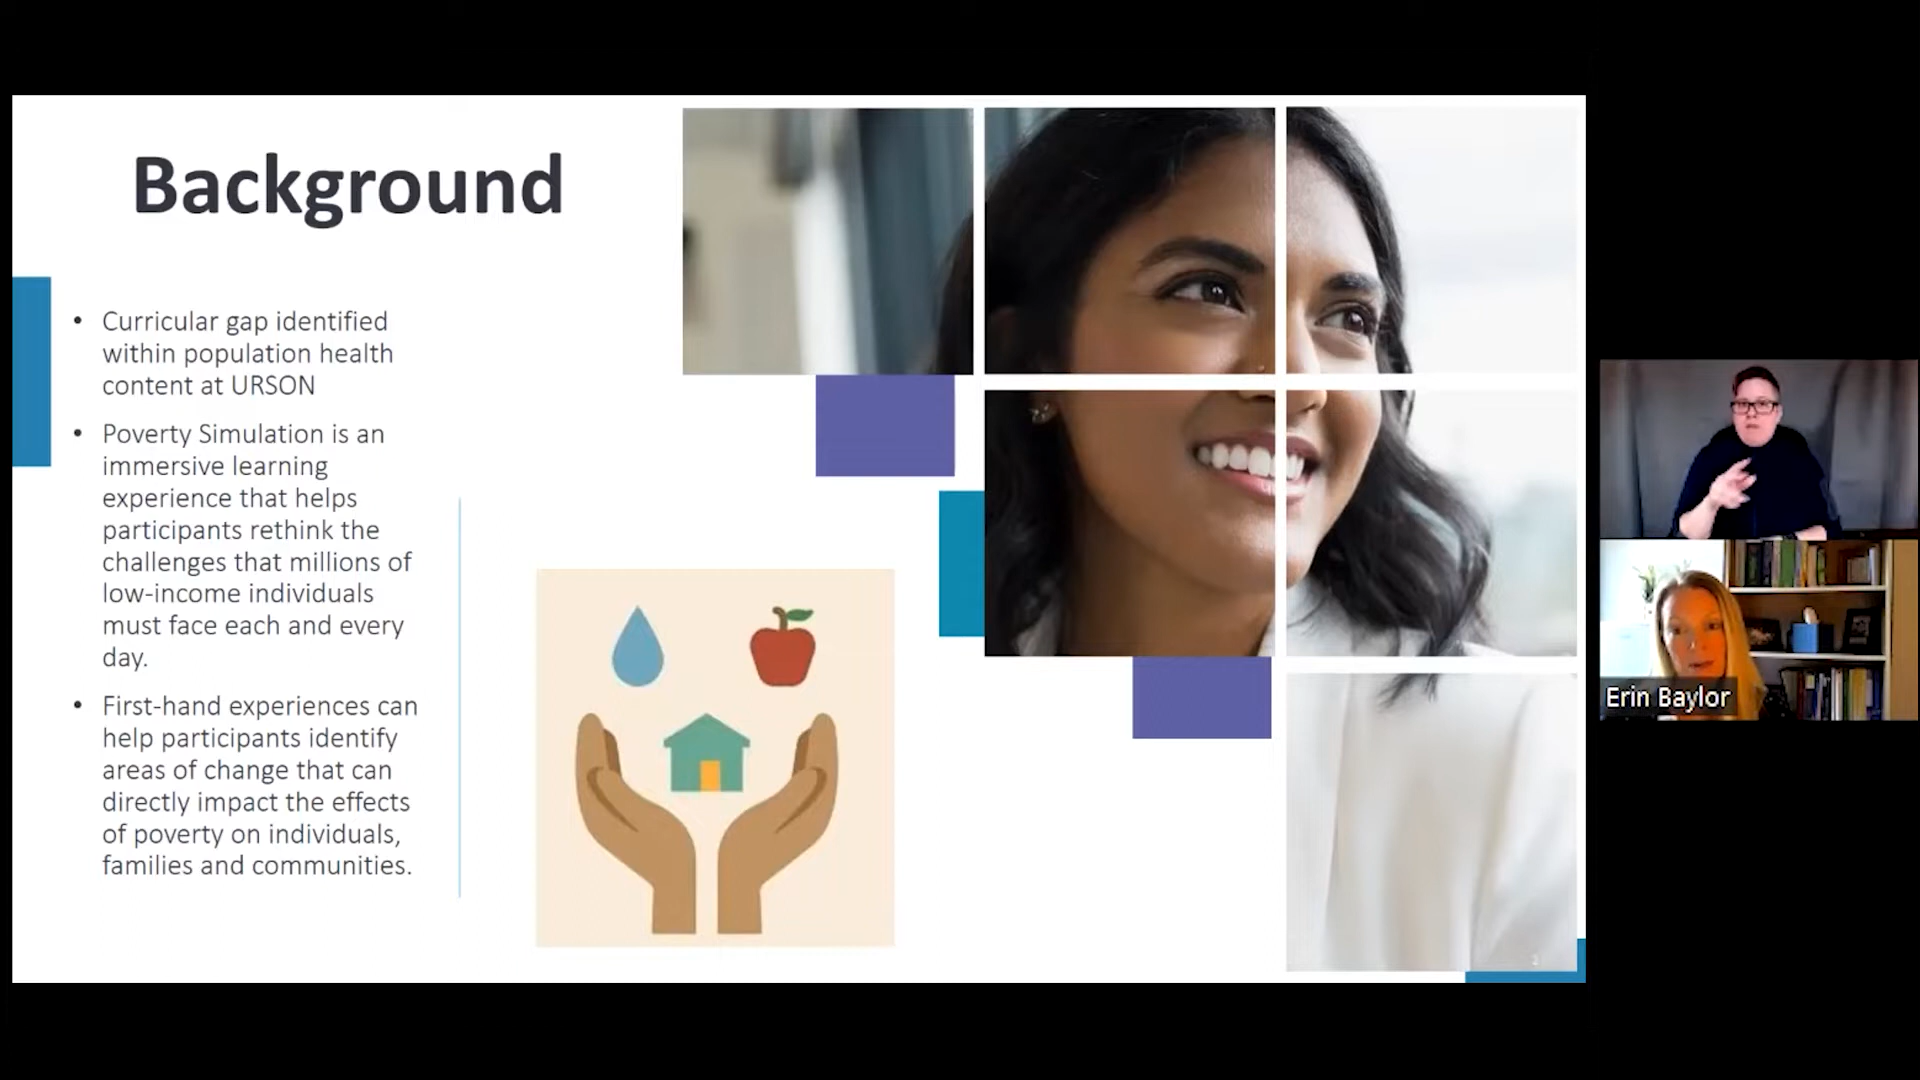 Background
• Curricular gap identified
within population health
content at URSON
• Poverty Simulation is an
immersive learning
experience that helps
participants rethink the
challenges that millions of
low-income individuals
must face each and every
day.
• First-hand experiences can
help participants identify
areas of change that can
directly impact the effects
of poverty on individuals,
families and communities.
Erin Baylor